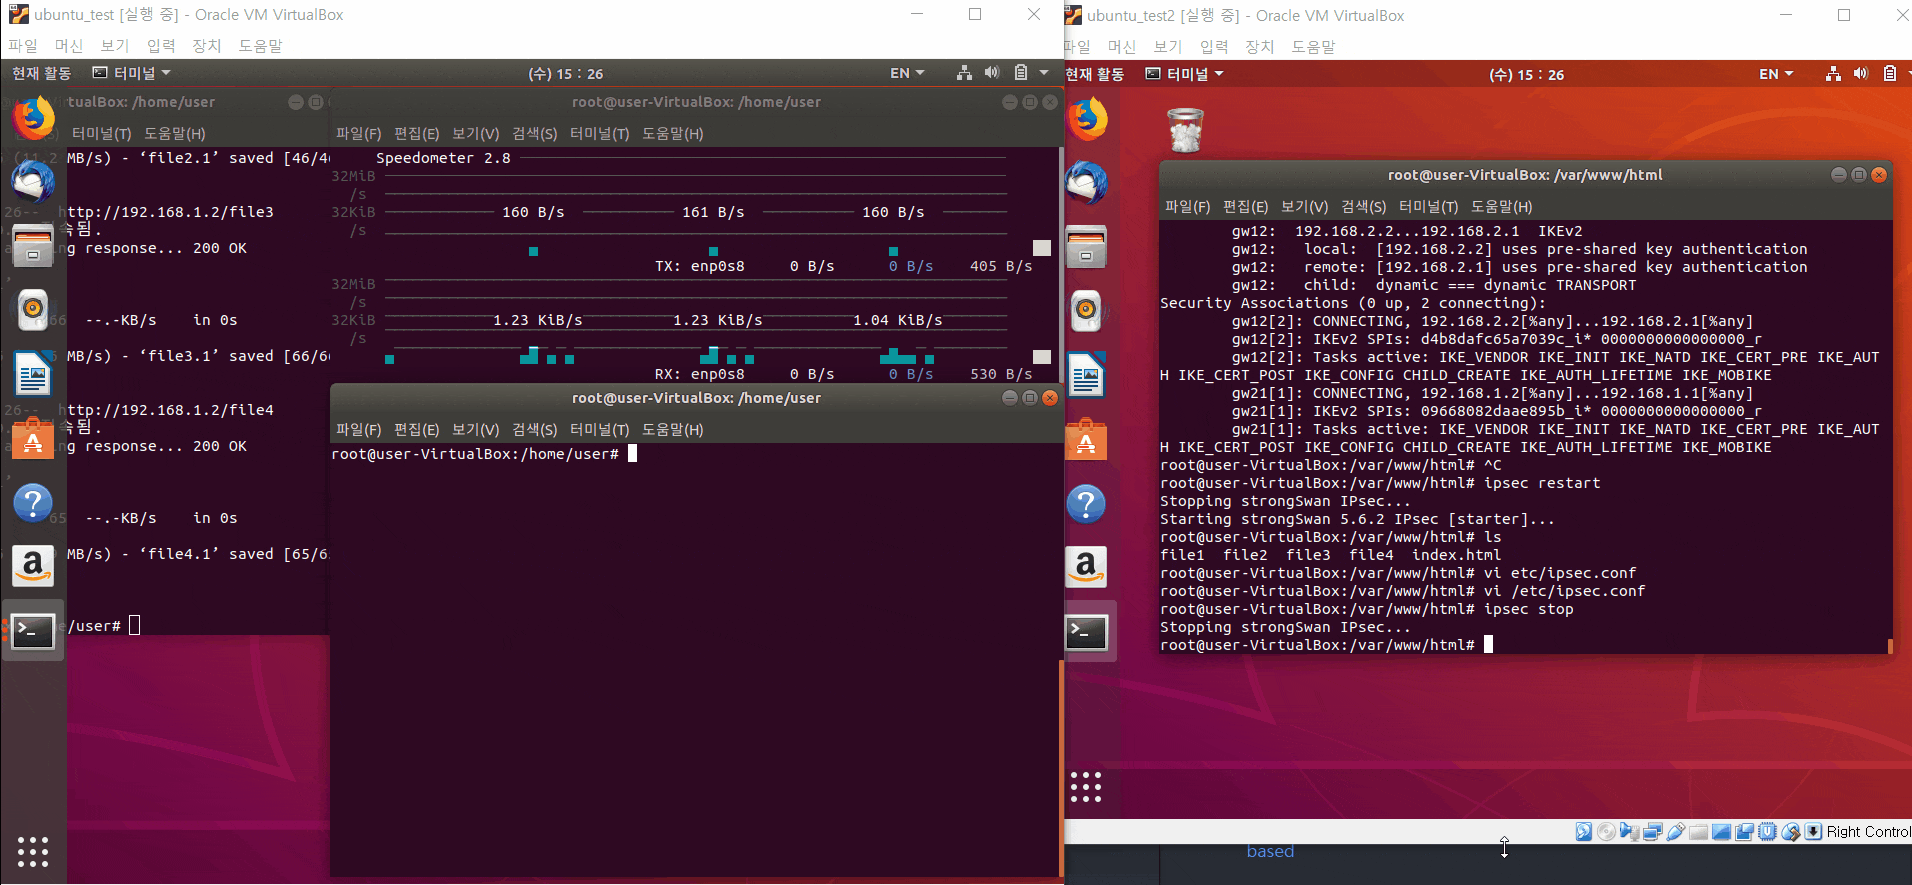 ubuntu_test [실행 중] - Oracle VM VirtualBox
파일 머신 보기 입력 장치 도움말
현재 활동 터미널 (수) 15 : 26 EN
tualBox: /home/user
터미널(T) 도움말(H)
MB/s) - ‘file2.1’ saved [46/4
26-- http://192.168.1.2/file3
속됨.
ng response... 200 OK
--.-KB/s in 0s
MB/s) - ‘file3.1’ saved [66/6
26-- http://192.168.1.2/file4
속됨.
ng response... 200 OK
65 --.-KB/s in 0s
MB/s) - ‘file4.1’ saved [65/6
e/user#
root@user-VirtualBox: /home/user
파일(F) 편집(E) 보기(V) 검색(S) 터미널(T) 도움말(H)
Speedometer 2.8
32MiB
/s
32KiB 160 B/s 161 B/s 160 B/s
/s
TX: enp0s8 0 B/s 0 B/s 405 B/s
32MiB
/s
32KiB 1.23 KiB/s 1.23 KiB/s 1.04 KiB/s
/s
RX: enp0s8 0 B/s 0 B/s 530 B/s
root@user-VirtualBox: /home/user
파일(F) 편집(E) 보기(V) 검색(S) 터미널(T) 도움말(H)
root@user-VirtualBox:/home/user#
ubuntu_test2 [실행 중] - Oracle VM VirtualBox
파일 머신 보기 입력 장치 도움말
현재 활동 터미널 (수) 15 : 26 EN
root@user-VirtualBox: /var/www/html
파일(F) 편집(E) 보기(V) 검색(S) 터미널(T) 도움말(H)
gw12: 192.168.2.2...192.168.2.1 IKEv2
gw12: local: [192.168.2.2] uses pre-shared key authentication
gw12: remote: [192.168.2.1] uses pre-shared key authentication
gw12: child: dynamic === dynamic TRANSPORT
Security Associations (0 up, 2 connecting):
gw12[2]: CONNECTING, 192.168.2.2[%any]...192.168.2.1[%any]
gw12[2]: IKEv2 SPIs: d4b8dafc65a7039c_i* 0000000000000000_r
gw12[2]: Tasks active: IKE_VENDOR IKE_INIT IKE_NATD IKE_CERT_PRE IKE_AUT
H IKE_CERT_POST IKE_CONFIG CHILD_CREATE IKE_AUTH_LIFETIME IKE_MOBIKE
gw21[1]: CONNECTING, 192.168.1.2[%any]...192.168.1.1[%any]
gw21[1]: IKEv2 SPIs: 09668082daae895b_i* 0000000000000000_r
gw21[1]: Tasks active: IKE_VENDOR IKE_INIT IKE_NATD IKE_CERT_PRE IKE_AUT
H IKE_CERT_POST IKE_CONFIG CHILD_CREATE IKE_AUTH_LIFETIME IKE_MOBIKE
root@user-VirtualBox:/var/www/html# ^C
root@user-VirtualBox:/var/www/html# ipsec restart
Stopping strongSwan IPsec...
Starting strongSwan 5.6.2 IPsec [starter]...
root@user-VirtualBox:/var/www/html# ls
file1 file2 file3 file4 index.html
root@user-VirtualBox:/var/www/html# vi etc/ipsec.conf
root@user-VirtualBox:/var/www/html# vi /etc/ipsec.conf
root@user-VirtualBox:/var/www/html# ipsec stop
Stopping strongSwan IPsec...
root@user-VirtualBox:/var/www/html#
Right Control
based